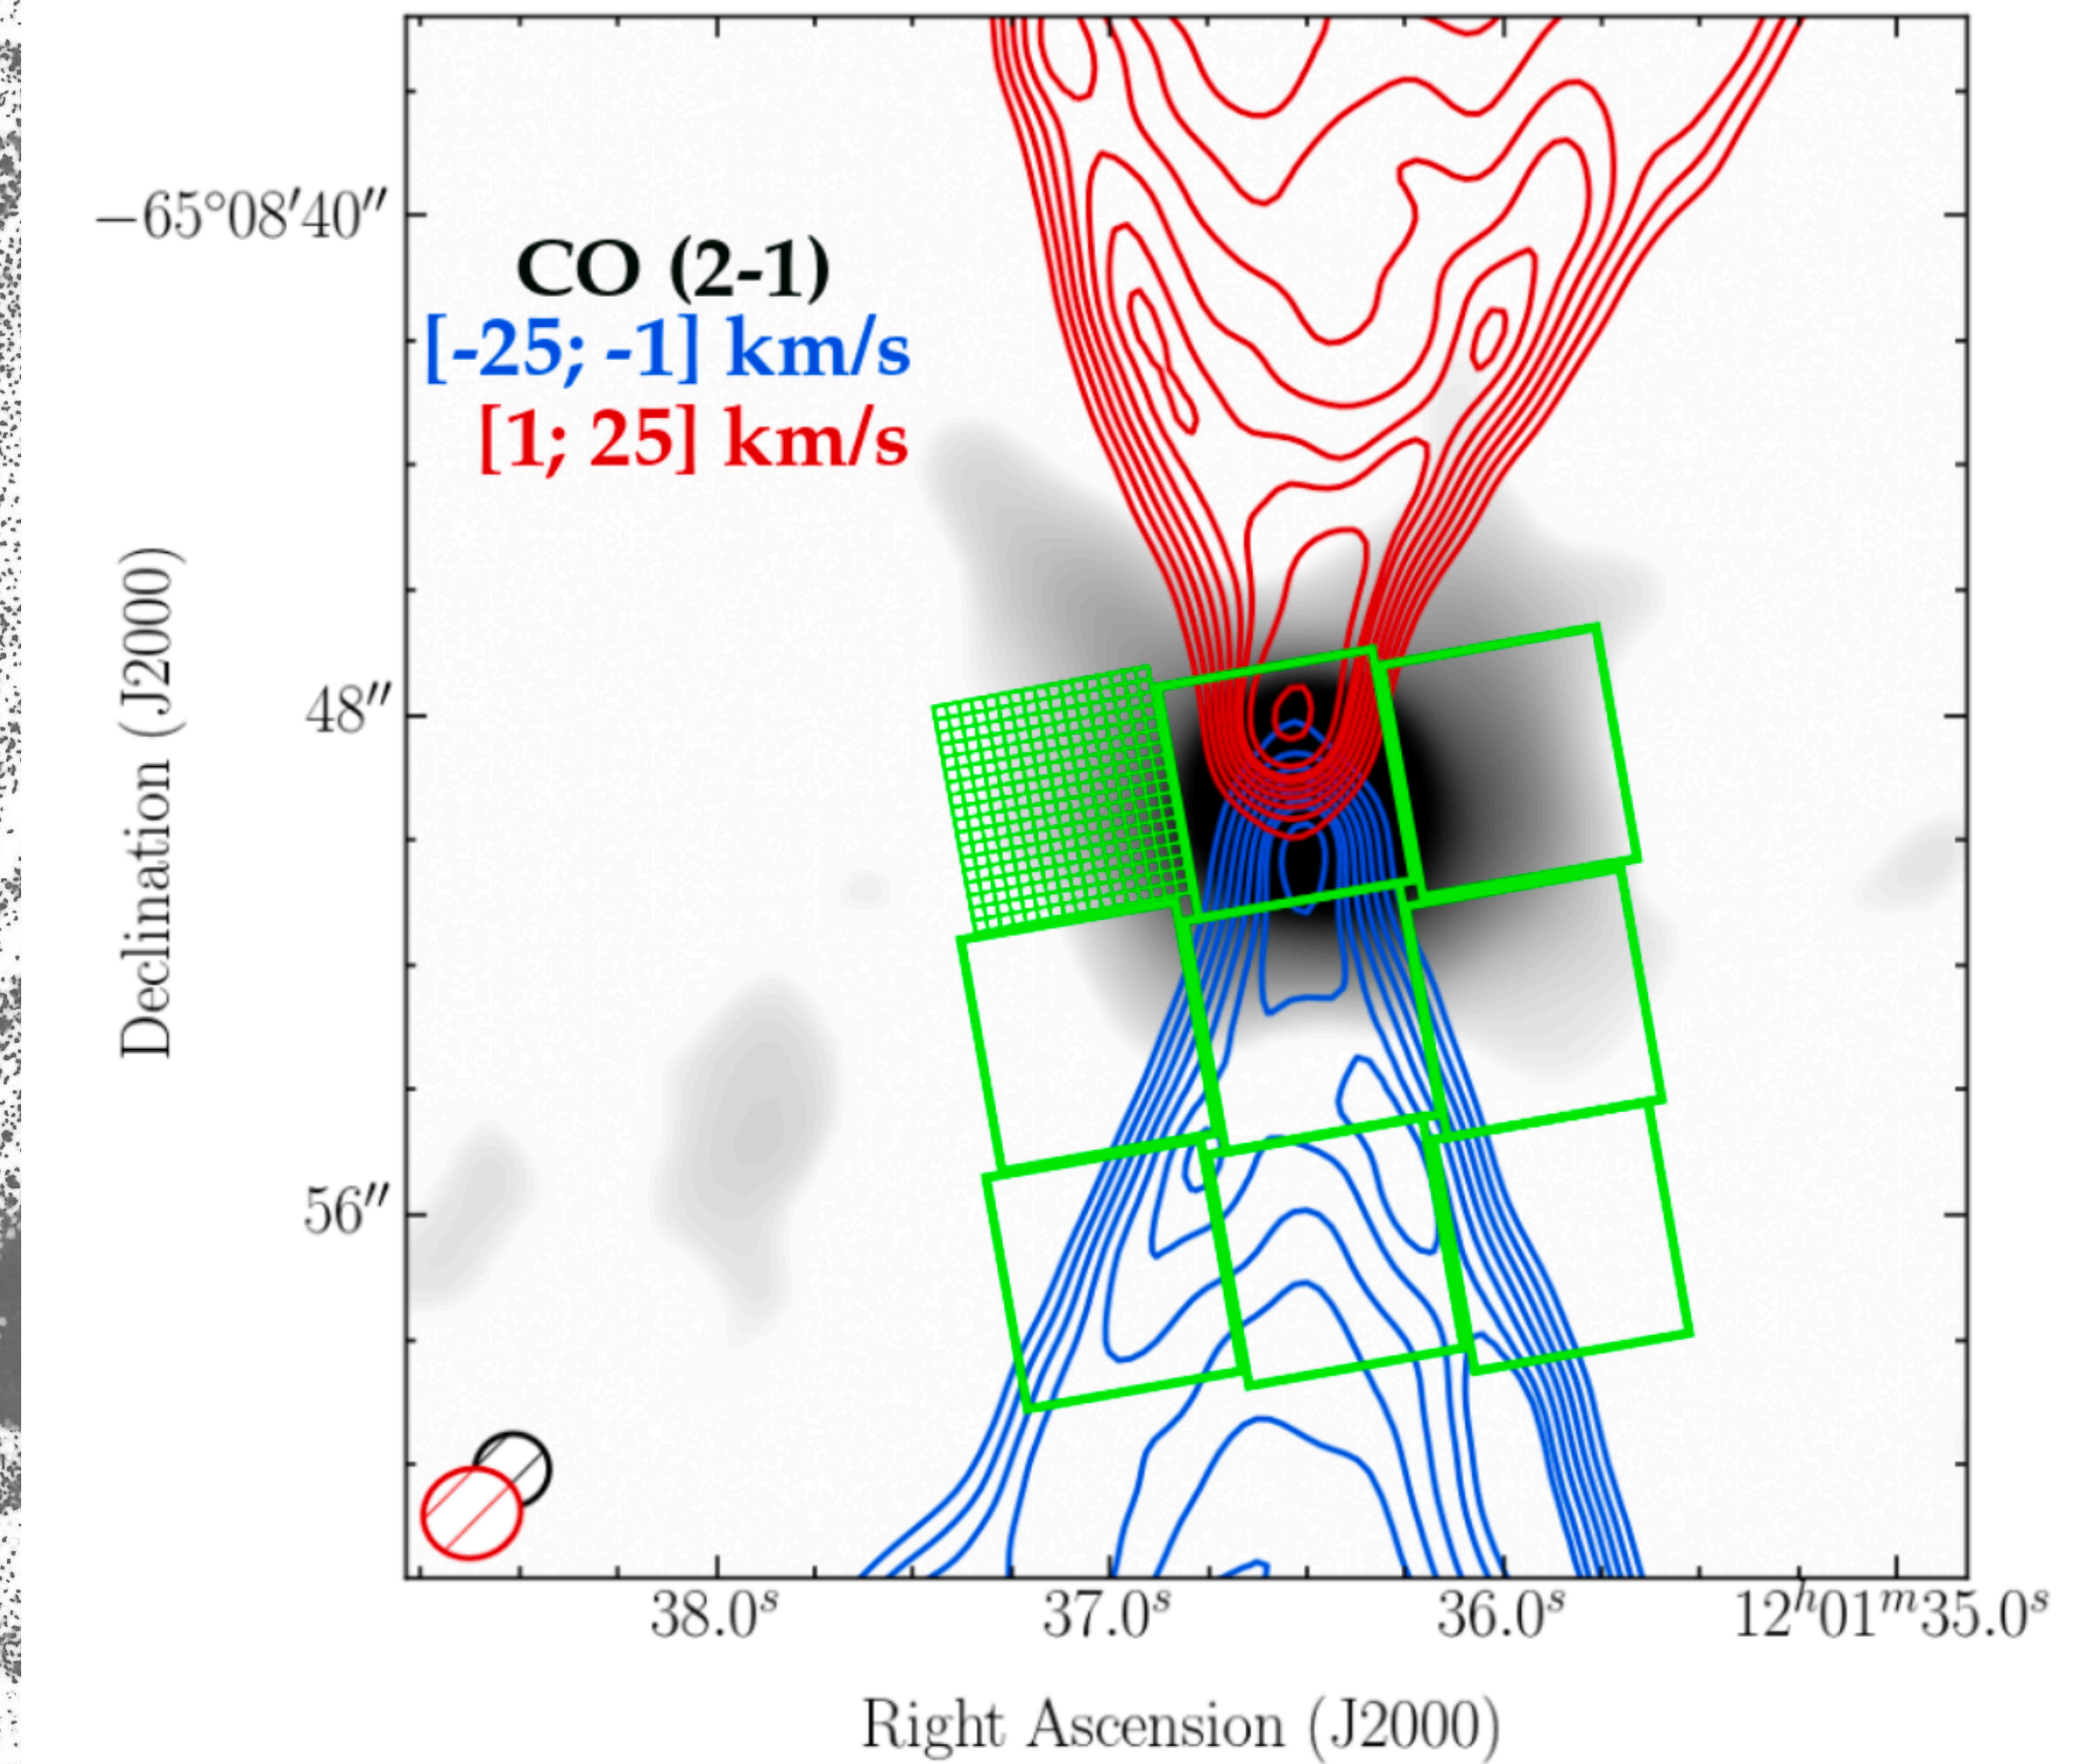 −65°08′40″
CO (2-1)
[-25; -1] km/s
[1; 25] km/s
48″
56″
Declination (J2000)
38.0ˢ
37.0ˢ
36.0ˢ
12ʰ01ᵐ35.0ˢ
Right Ascension (J2000)